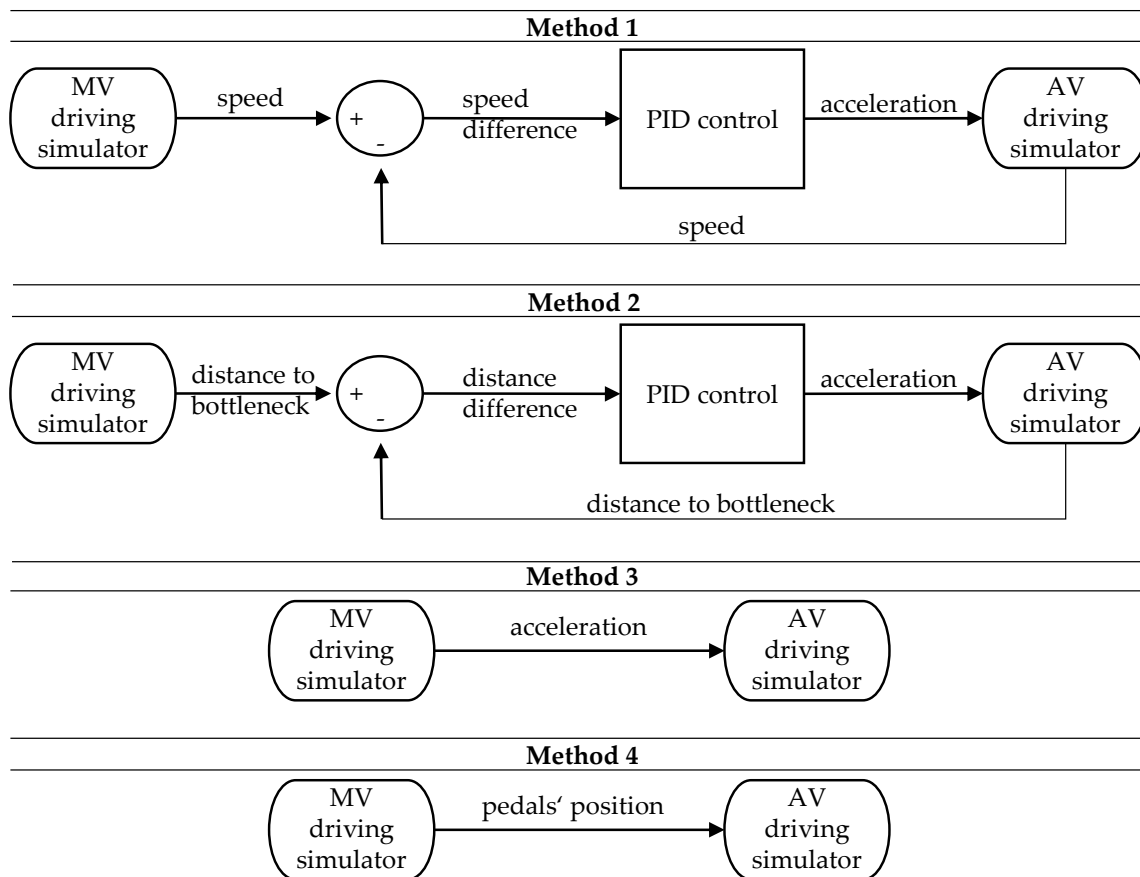 Method 1
MV
driving
simulator
speed
+
-
speed
difference
PID control
acceleration
AV
driving
simulator
speed
Method 2
MV
driving
simulator
distance to
bottleneck
+
-
distance
difference
PID control
acceleration
AV
driving
simulator
distance to bottleneck
Method 3
MV
driving
simulator
acceleration
AV
driving
simulator
Method 4
MV
driving
simulator
pedals‘ position
AV
driving
simulator